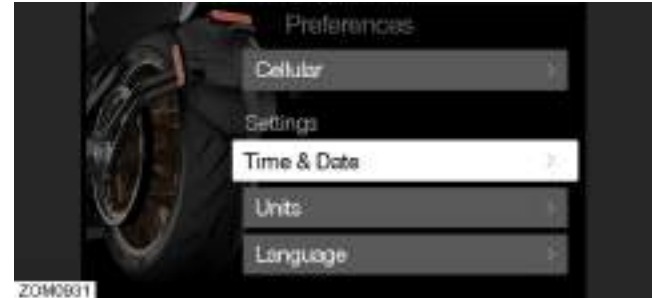 Preferences
Cellular
Settings
Time & Date
Units
Language
ZOM0931